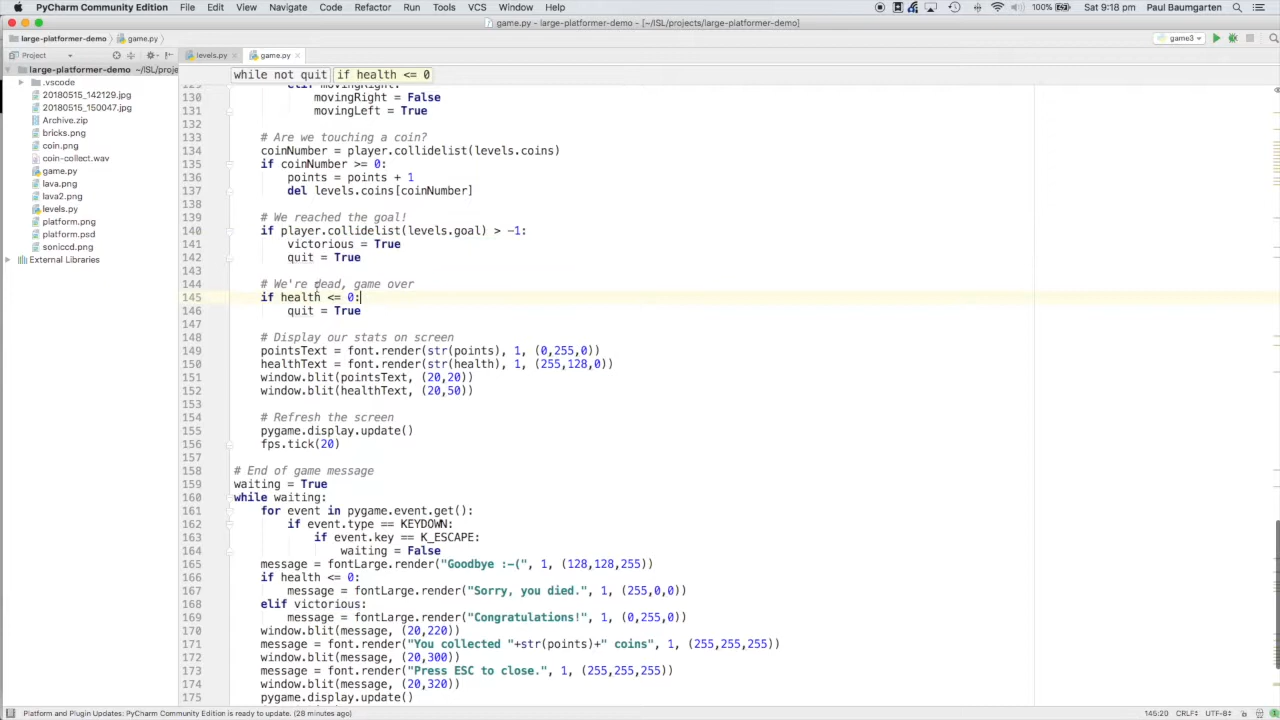 PyCharm Community Edition File Edit View Navigate Code Refactor Run Tools VCS Window Help 100% Sat 9:18 pm Paul Baumgarten
game.py — large-platformer-demo - [~/ISL/projects/large-platformer-demo]
large-platformer-demo game.py game3
Project levels.py game.py
while not quit if health <= 0
large-platformer-demo ~/ISL/proje
.vscode
20180515_142129.jpg
20180515_150047.jpg
Archive.zip
bricks.png
coin.png
coin-collect.wav
game.py
lava.png
lava2.png
levels.py
platform.png
platform.psd
soniccd.png
External Libraries
129 elif movingRight:
130 movingRight = False
131 movingLeft = True
132
133 # Are we touching a coin?
134 coinNumber = player.collidelist(levels.coins)
135 if coinNumber >= 0:
136 points = points + 1
137 del levels.coins[coinNumber]
138
139 # We reached the goal!
140 if player.collidelist(levels.goal) > -1:
141 victorious = True
142 quit = True
143
144 # We're dead, game over
145 if health <= 0:
146 quit = True
147
148 # Display our stats on screen
149 pointsText = font.render(str(points), 1, (0,255,0))
150 healthText = font.render(str(health), 1, (255,128,0))
151 window.blit(pointsText, (20,20))
152 window.blit(healthText, (20,50))
153
154 # Refresh the screen
155 pygame.display.update()
156 fps.tick(20)
157
158 # End of game message
159 waiting = True
160 while waiting:
161 for event in pygame.event.get():
162 if event.type == KEYDOWN:
163 if event.key == K_ESCAPE:
164 waiting = False
165 message = fontLarge.render("Goodbye :-(", 1, (128,128,255))
166 if health <= 0:
167 message = fontLarge.render("Sorry, you died.", 1, (255,0,0))
168 elif victorious:
169 message = fontLarge.render("Congratulations!", 1, (0,255,0))
170 window.blit(message, (20,220))
171 message = font.render("You collected "+str(points)+" coins", 1, (255,255,255))
172 window.blit(message, (20,300))
173 message = font.render("Press ESC to close.", 1, (255,255,255))
174 window.blit(message, (20,320))
175 pygame.display.update()
Platform and Plugin Updates: PyCharm Community Edition is ready to update. (28 minutes ago) 145:20 CRLF UTF-8